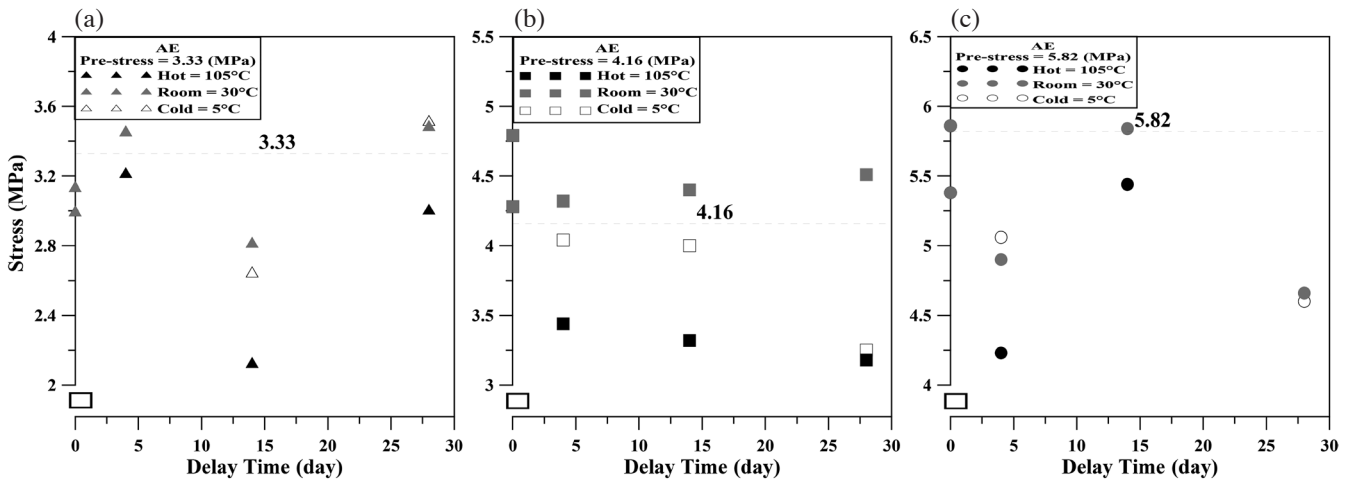 (a)
AE
Pre-stress = 3.33 (MPa)
Hot = 105°C
Room = 30°C
Cold = 5°C
4
3.6
3.2
2.8
2.4
2
Stress (MPa)
3.33
0 5 10 15 20 25 30
Delay Time (day)
(b)
AE
Pre-stress = 4.16 (MPa)
Hot = 105°C
Room = 30°C
Cold = 5°C
5.5
5
4.5
4
3.5
3
4.16
0 5 10 15 20 25 30
Delay Time (day)
(c)
AE
Pre-stress = 5.82 (MPa)
Hot = 105°C
Room = 30°C
Cold = 5°C
6.5
6
5.5
5
4.5
4
5.82
0 5 10 15 20 25 30
Delay Time (day)